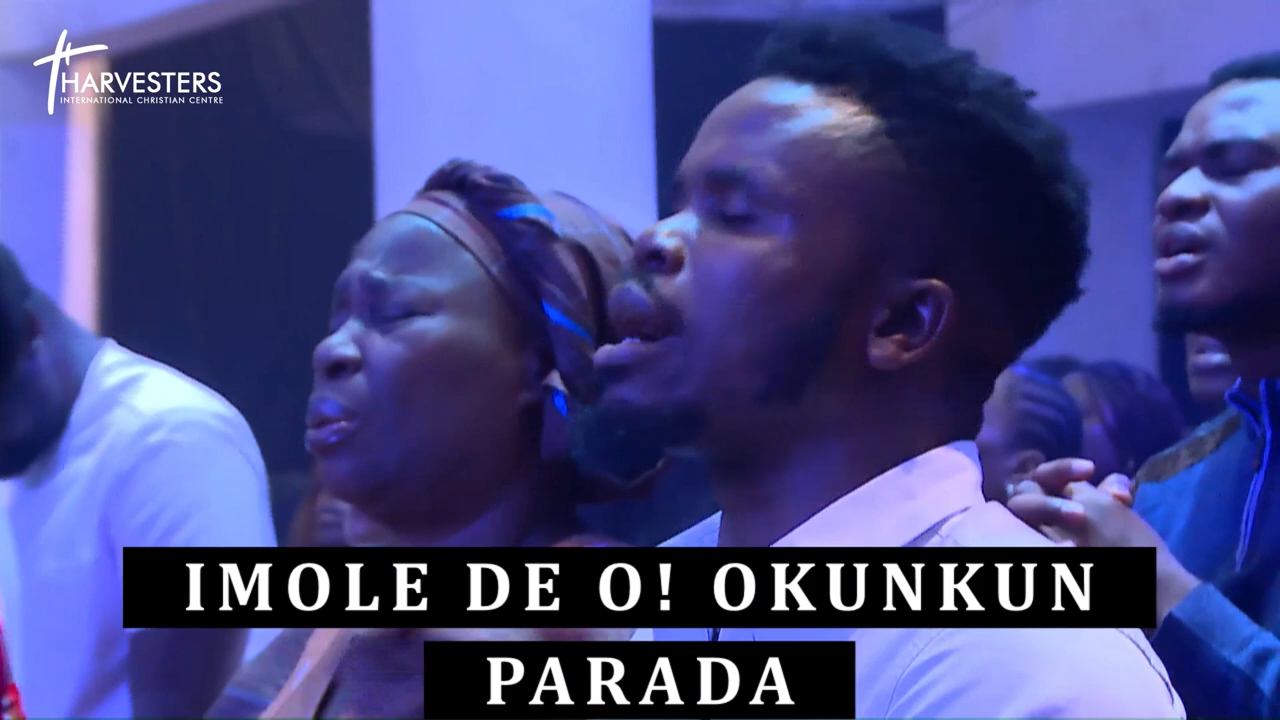 HARVESTERS
INTERNATIONAL CHRISTIAN CENTRE
IMOLE DE O! OKUNKUN
PARADA